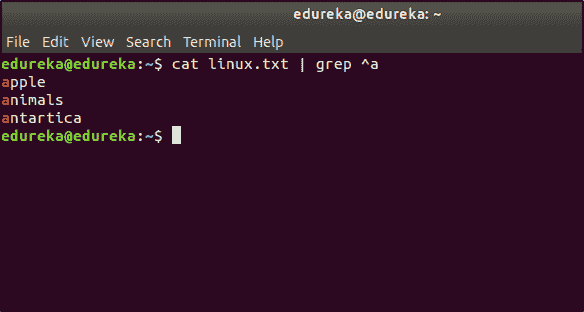 edureka@edureka: ~
File Edit View Search Terminal Help
edureka@edureka:~$ cat linux.txt | grep ^a
apple
animals
antartica
edureka@edureka:~$